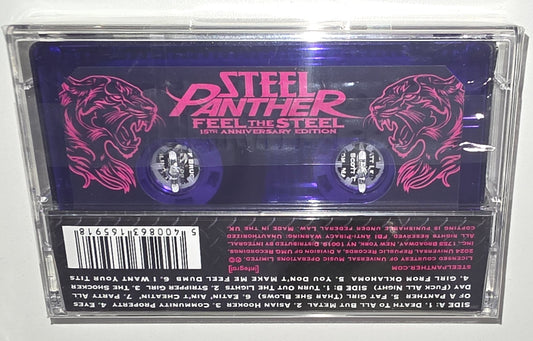 STEEL
PANTHER
FEEL THE STEEL
15TH ANNIVERSARY EDITION
SIDE A: 1. DEATH TO ALL BUT METAL 2. ASIAN HOOKER 3. COMMUNITY PROPERTY 4. EYES
OF A PANTHER 5. FAT GIRL (THAR SHE BLOWS) 6. EATIN' AIN'T CHEATIN' 7. PARTY ALL
DAY (FUCK ALL NIGHT) SIDE B: 1. TURN OUT THE LIGHTS 2. STRIPPER GIRL 3. THE SHOCKER
4. GIRL FROM OKLAHOMA 5. YOU DON'T MAKE ME FEEL DUMB 6. I WANT YOUR TITS
STEELPANTHER.COM
[integral]
LICENSED COURTESY UNIVERSAL MUSIC OPERATIONS LIMITED. ℗©
2024 UNIVERSAL REPUBLIC RECORDS, A DIVISION OF UMG RECORDINGS,
INC., 1755 BROADWAY, NEW YORK, NY 10019. DISTRIBUTED BY INTEGRAL.
ALL RIGHTS RESERVED. FBI ANTI-PIRACY WARNING: UNAUTHORIZED
COPYING IS PUNISHABLE UNDER FEDERAL LAW. MADE IN THE UK.
5 400863 165918